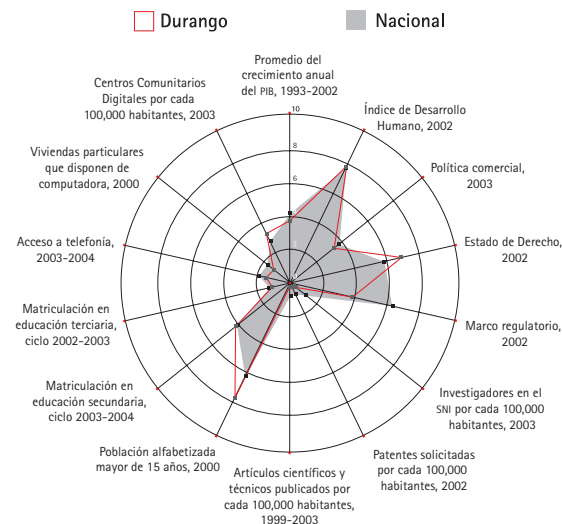 Durango
Nacional
Promedio del
crecimiento anual
del PIB, 1993-2002
Índice de Desarrollo
Humano, 2002
Política comercial,
2003
Estado de Derecho,
2002
Marco regulatorio,
2002
Investigadores en el
SNI por cada 100,000
habitantes, 2003
Patentes solicitadas
por cada 100,000
habitantes, 2002
Artículos científicos y
técnicos publicados por
cada 100,000 habitantes,
1999-2003
Población alfabetizada
mayor de 15 años, 2000
Matriculación en
educación secundaria,
ciclo 2003-2004
Matriculación en
educación terciaria,
ciclo 2002-2003
Acceso a telefonía,
2003-2004
Viviendas particulares
que disponen de
computadora, 2000
Centros Comunitarios
Digitales por cada
100,000 habitantes, 2003
10
8
6